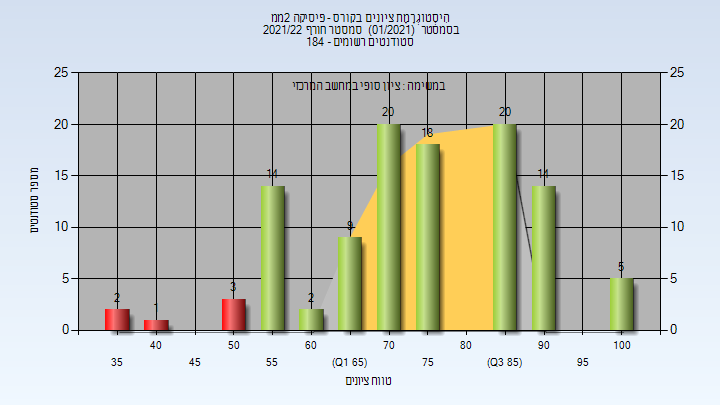 הִיסְטוֹגְרָמַת ציונים בקורס - פיסיקה 2ממ
בסמסטר (01/2021) סמסטר חורף 2021/22
סטודנטים רשומים - 184
במשימה : ציון סופי במחשב המרכזי
מספר סטודנטים
25 25
20 20
15 15
10 10
5 5
0 0
2 1 3 14 2 9 20 18 20 14 5
40 50 60 70 80 90 100
35 45 55 (Q1 65) 75 (Q3 85) 95
טווח ציונים